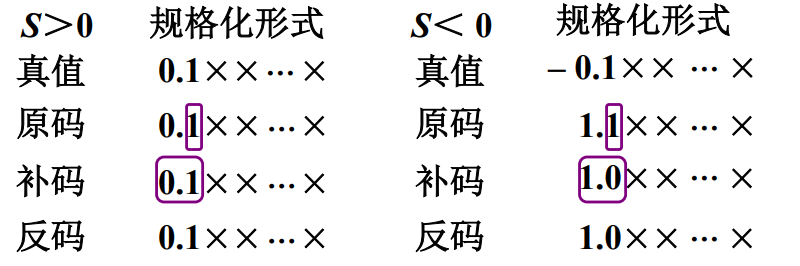 S＞0 规格化形式 S＜ 0 规格化形式
真值 0.1×× ··· × 真值 – 0.1×× ··· ×
原码 0.1×× ··· × 原码 1.1×× ··· ×
补码 0.1×× ··· × 补码 1.0×× ··· ×
反码 0.1×× ··· × 反码 1.0×× ··· ×